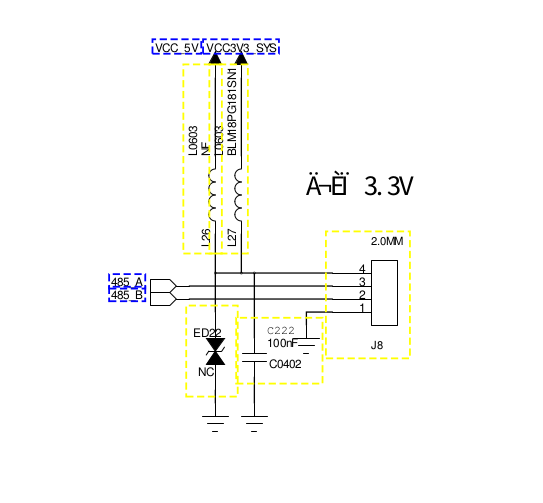 VCC_5V VCC3V3_SYS
L0603
NF
L0603
BLM18PG181SN1
L26
L27
Ä¬ÈÏ 3.3V
2.0MM
485_A
485_B
4
3
2
1
J8
ED22
NC
C222
100nF
C0402